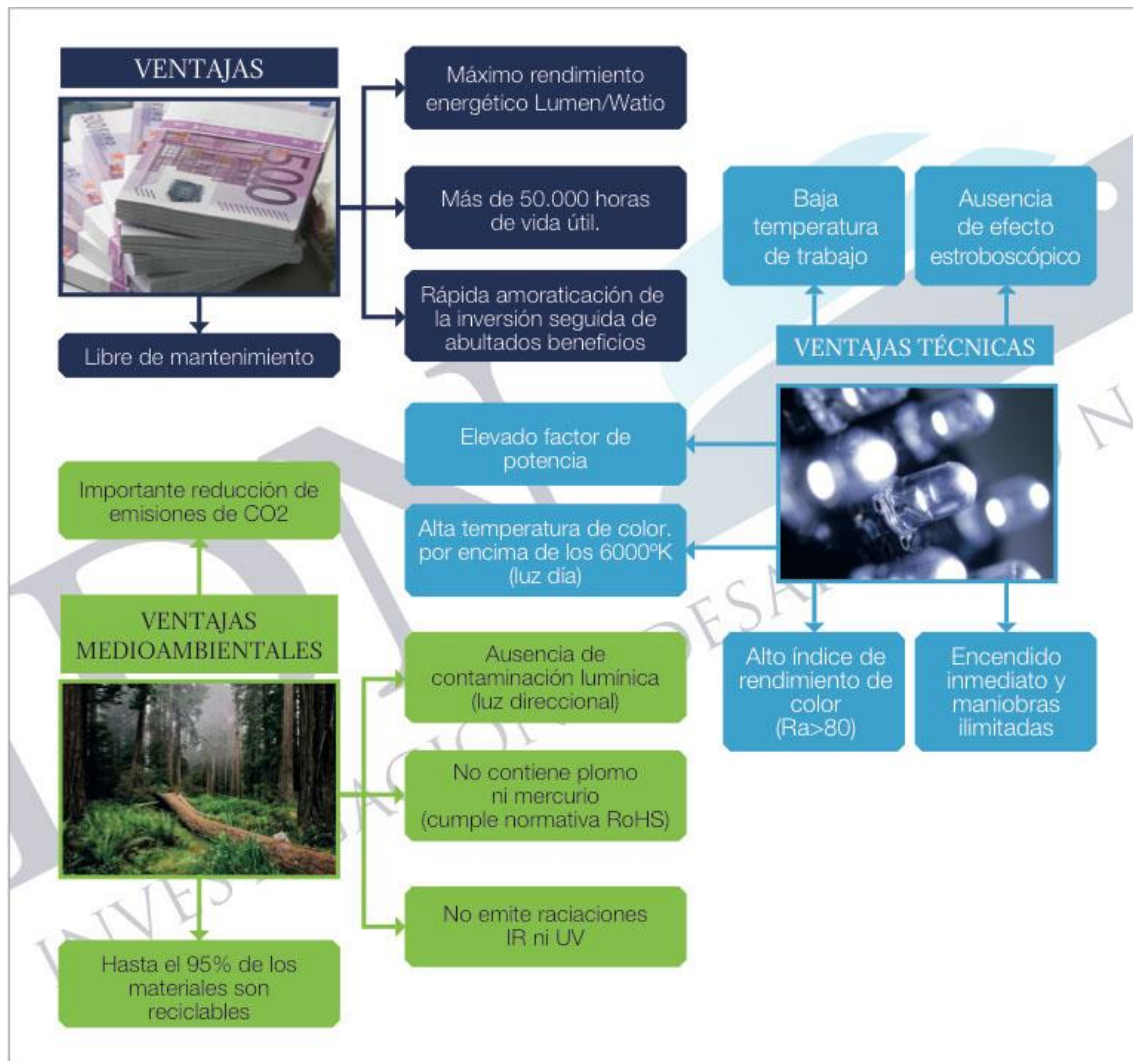 VENTAJAS
Máximo rendimiento
energético Lumen/Watio
500
Más de 50.000 horas
de vida útil.
Rápida amoraticación de
la inversión seguida de
abultados beneficios
Libre de mantenimiento
Baja
temperatura
de trabajo
Ausencia
de efecto
estroboscópico
VENTAJAS TÉCNICAS
Elevado factor de
potencia
Alta temperatura de color.
por encima de los 6000ºK
(luz día)
Alto índice de
rendimiento de
color
(Ra>80)
Encendido
inmediato y
maniobras
ilimitadas
Importante reducción de
emisiones de CO2
VENTAJAS
MEDIOAMBIENTALES
Ausencia de
contaminación lumínica
(luz direccional)
No contiene plomo
ni mercurio
(cumple normativa RoHS)
No emite raciaciones
IR ni UV
Hasta el 95% de los
materiales son
reciclables